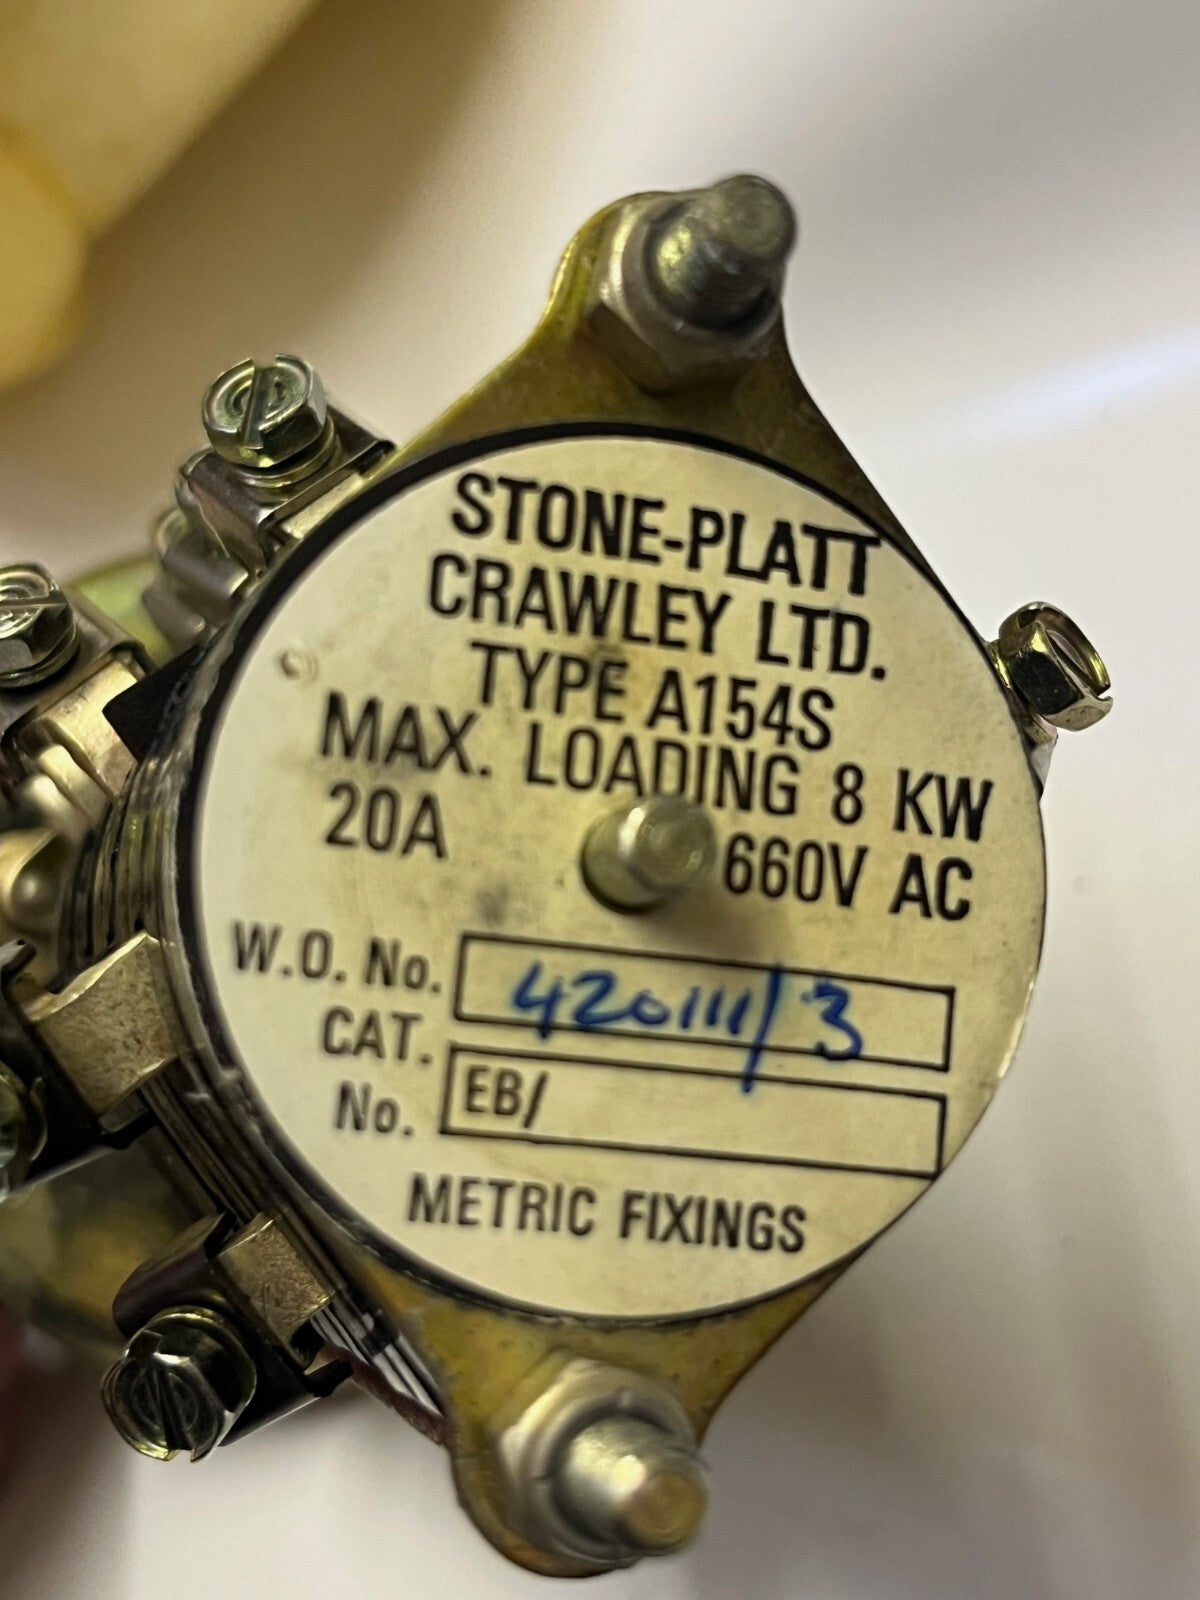 STONE-PLATT
CRAWLEY LTD.
TYPE A154S
MAX. LOADING 8 KW
20A 660V AC
W.O. No. 420111/3
CAT. No. EB/
METRIC FIXINGS